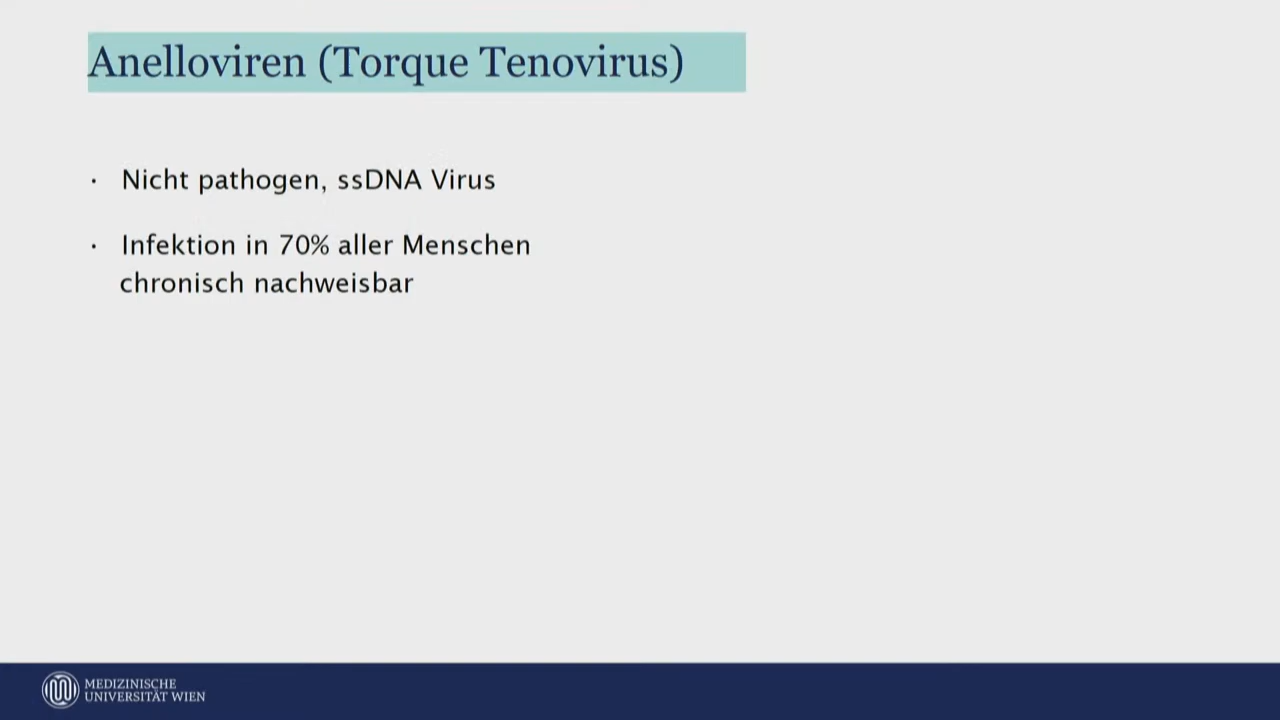 Anelloviren (Torque Tenovirus)
· Nicht pathogen, ssDNA Virus
· Infektion in 70% aller Menschen
chronisch nachweisbar
MEDIZINISCHE
UNIVERSITÄT WIEN